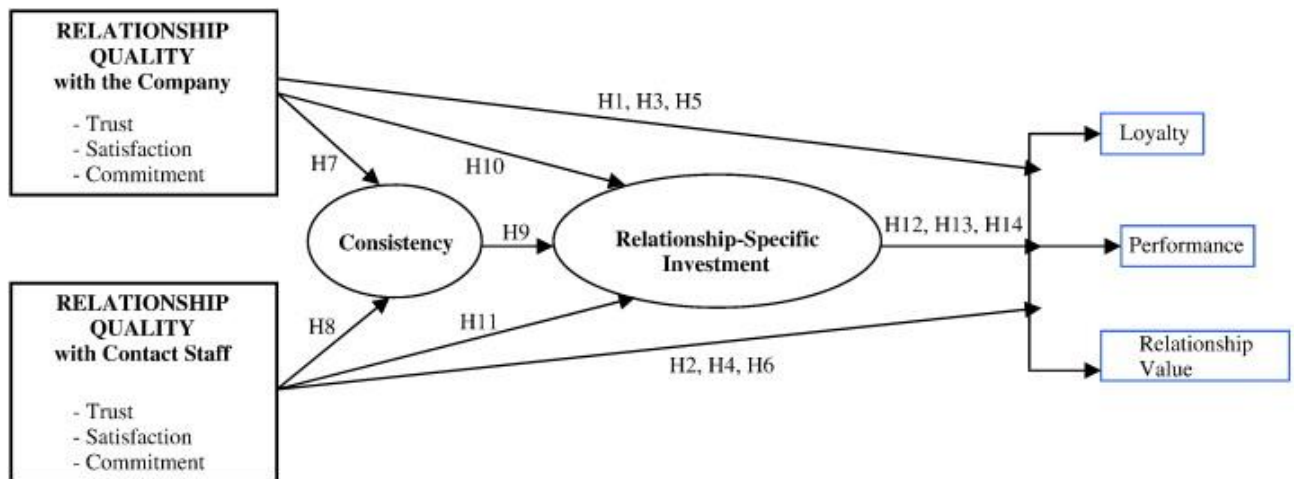 RELATIONSHIP
QUALITY
with the Company
- Trust
- Satisfaction
- Commitment
H1, H3, H5
H7
H10
Loyalty
Consistency
H9
Relationship-Specific
Investment
H12, H13, H14
Performance
RELATIONSHIP
QUALITY
with Contact Staff
- Trust
- Satisfaction
- Commitment
H8
H11
H2, H4, H6
Relationship
Value